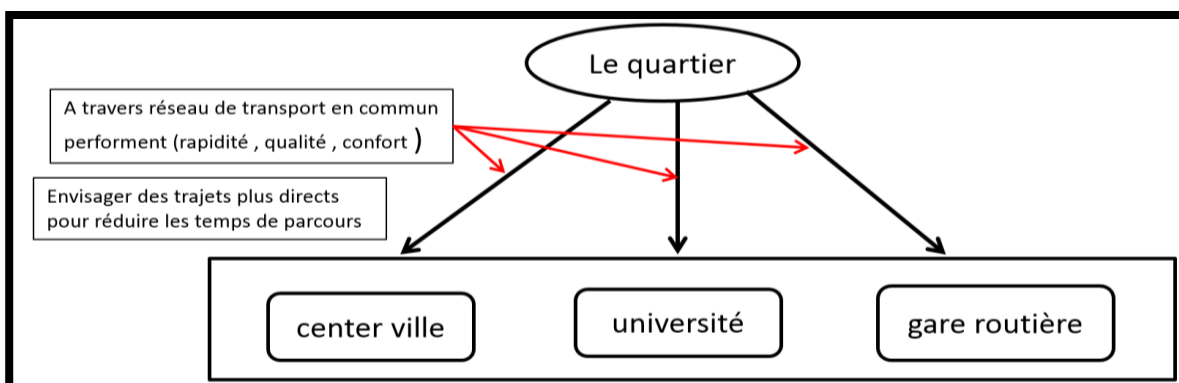 Le quartier
A travers réseau de transport en commun
performent (rapidité , qualité , confort )
Envisager des trajets plus directs
pour réduire les temps de parcours
center ville
université
gare routière